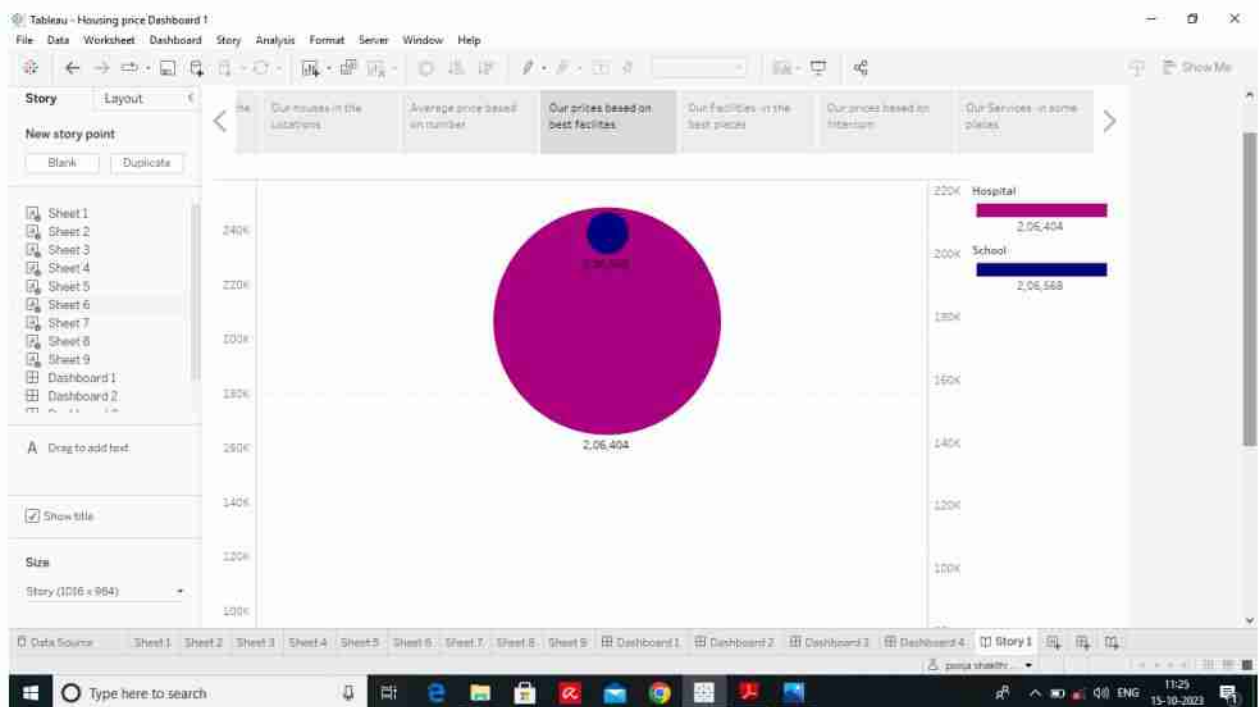 Tableau - Housing price Dashboard 1
File Data Worksheet Dashboard Story Analysis Format Server Window Help
Show Me
Story Layout
New story point
Blank Duplicate
Our houses in the Locations
Average price based on number
Our prices based on best facilites
Our Facilities in the best places
Our prices based on
Our Services in some places
Sheet 1
Sheet 2
Sheet 3
Sheet 4
Sheet 5
Sheet 6
Sheet 7
Sheet 8
Sheet 9
Dashboard 1
Dashboard 2
A Drag to add text
Show title
Size
Story (1016 x 964)
240K
220K
200K
180K
160K
140K
120K
100K
2,06,404
220K
200K
180K
160K
140K
120K
100K
Hospital
2,06,404
School
2,06,568
Data Source Sheet 1 Sheet 2 Sheet 3 Sheet 4 Sheet 5 Sheet 6 Sheet 7 Sheet 8 Sheet 9 Dashboard 1 Dashboard 2 Dashboard 3 Dashboard 4 Story 1
Type here to search
ENG
11:25
15-10-2023